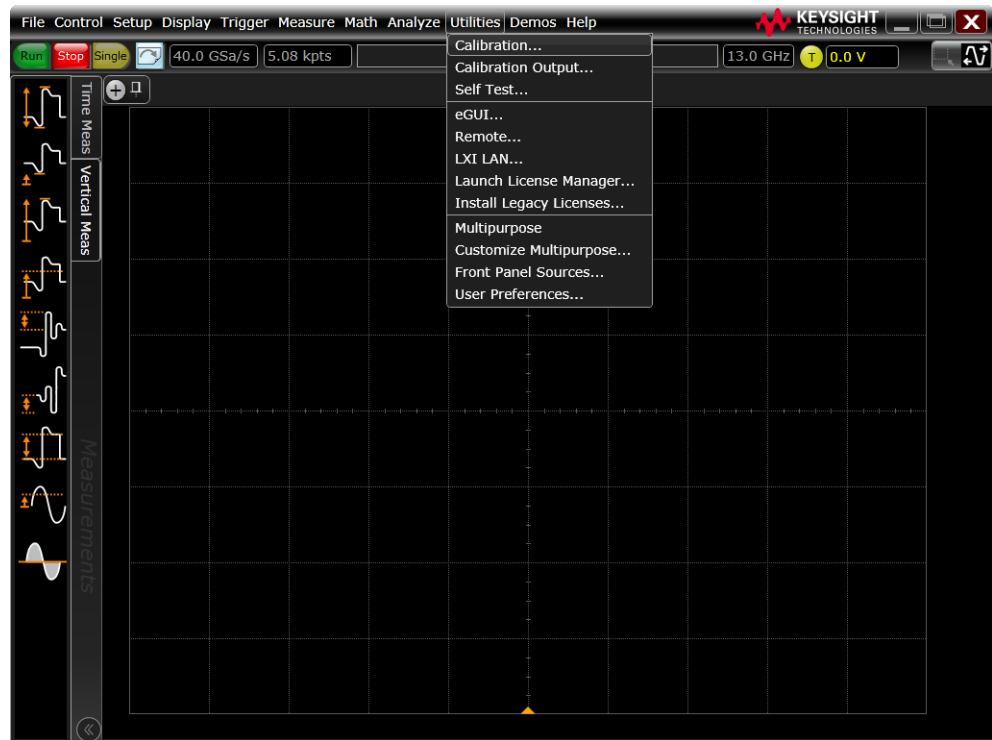 File Control Setup Display Trigger Measure Math Analyze Utilities Demos Help
KEYSIGHT
TECHNOLOGIES
Run Stop Single 40.0 GSa/s 5.08 kpts 13.0 GHz T 0.0 V
Calibration...
Calibration Output...
Self Test...
eGUI...
Remote...
LXI LAN...
Launch License Manager...
Install Legacy Licenses...
Multipurpose
Customize Multipurpose...
Front Panel Sources...
User Preferences...
Time Meas
Vertical Meas
Measurements